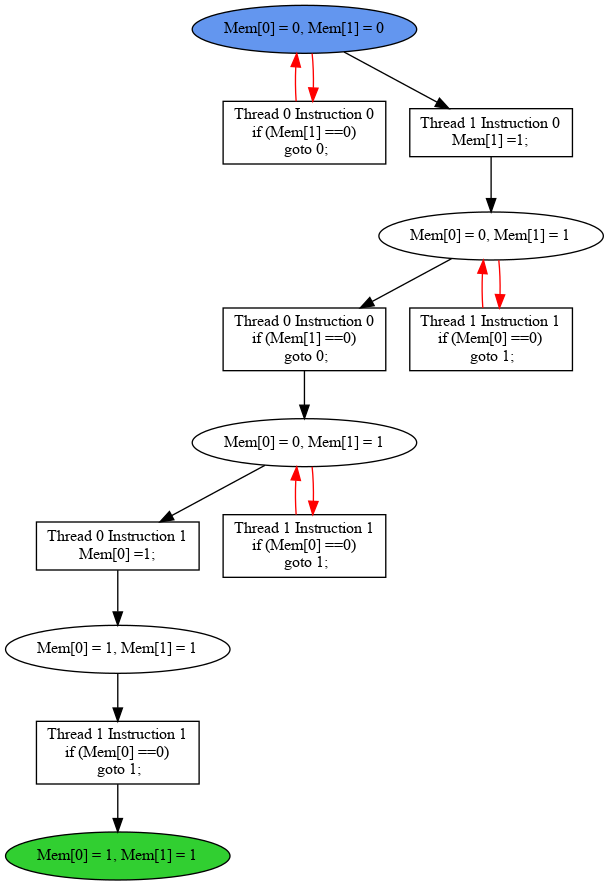 Mem[0] = 0, Mem[1] = 0
Thread 0 Instruction 0
if (Mem[1] ==0)
goto 0;
Thread 1 Instruction 0
Mem[1] =1;
Mem[0] = 0, Mem[1] = 1
Thread 0 Instruction 0
if (Mem[1] ==0)
goto 0;
Thread 1 Instruction 1
if (Mem[0] ==0)
goto 1;
Mem[0] = 0, Mem[1] = 1
Thread 0 Instruction 1
Mem[0] =1;
Thread 1 Instruction 1
if (Mem[0] ==0)
goto 1;
Mem[0] = 1, Mem[1] = 1
Thread 1 Instruction 1
if (Mem[0] ==0)
goto 1;
Mem[0] = 1, Mem[1] = 1